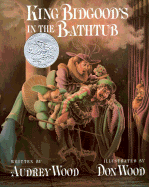 KING BIDGOOD'S
IN THE BATHTUB
WRITTEN BY
AUDREY WOOD
ILLUSTRATED BY
DON WOOD